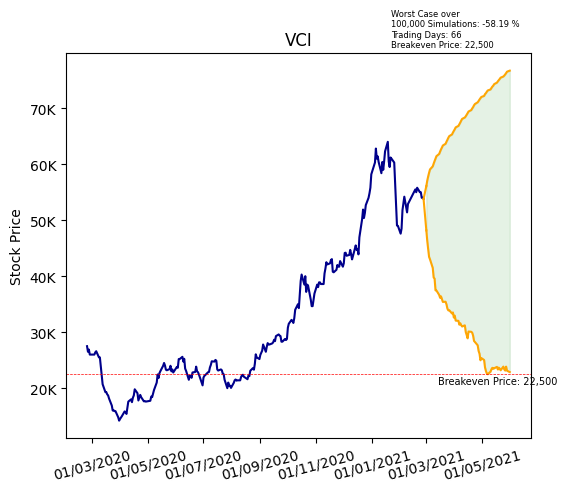 Worst Case over
100,000 Simulations: -58.19 %
Trading Days: 66
Breakeven Price: 22,500
VCI
Stock Price
70K
60K
50K
40K
30K
20K
Breakeven Price: 22,500
01/03/2020
01/05/2020
01/07/2020
01/09/2020
01/11/2020
01/01/2021
01/03/2021
01/05/2021